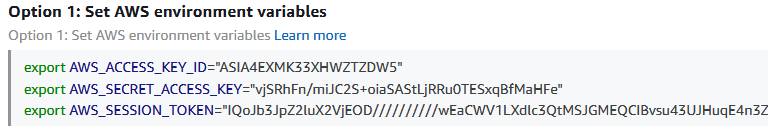 Option 1: Set AWS environment variables
Option 1: Set AWS environment variables Learn more
export AWS_ACCESS_KEY_ID="ASIA4EXMK33XHWZTZDW5"
export AWS_SECRET_ACCESS_KEY="vjSRhFn/miJC2S+oiaSAStLjRRu0TESxqBfMaHFe"
export AWS_SESSION_TOKEN="IQoJb3JpZ2luX2VjEOD//////////wEaCWV1LXdlc3QtMSJGMEQCIBvsu43UJHuqE4n3Z